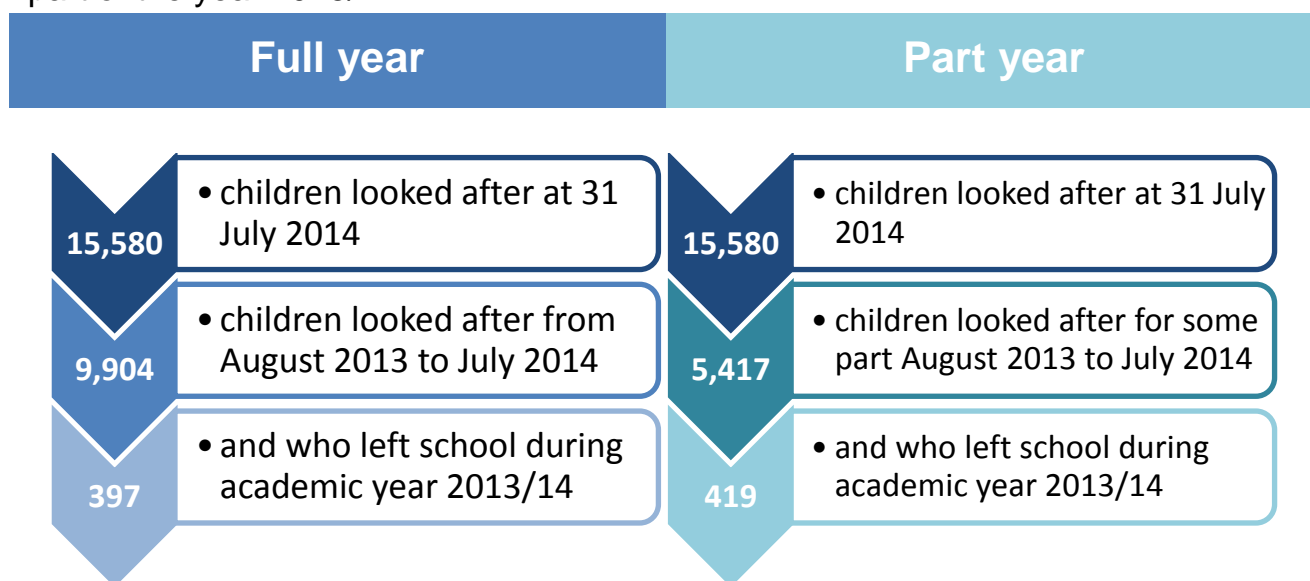 Full year
Part year
15,580
• children looked after at 31
July 2014
9,904
• children looked after from
August 2013 to July 2014
397
• and who left school during
academic year 2013/14
15,580
• children looked after at 31 July
2014
5,417
• children looked after for some
part August 2013 to July 2014
419
• and who left school during
academic year 2013/14